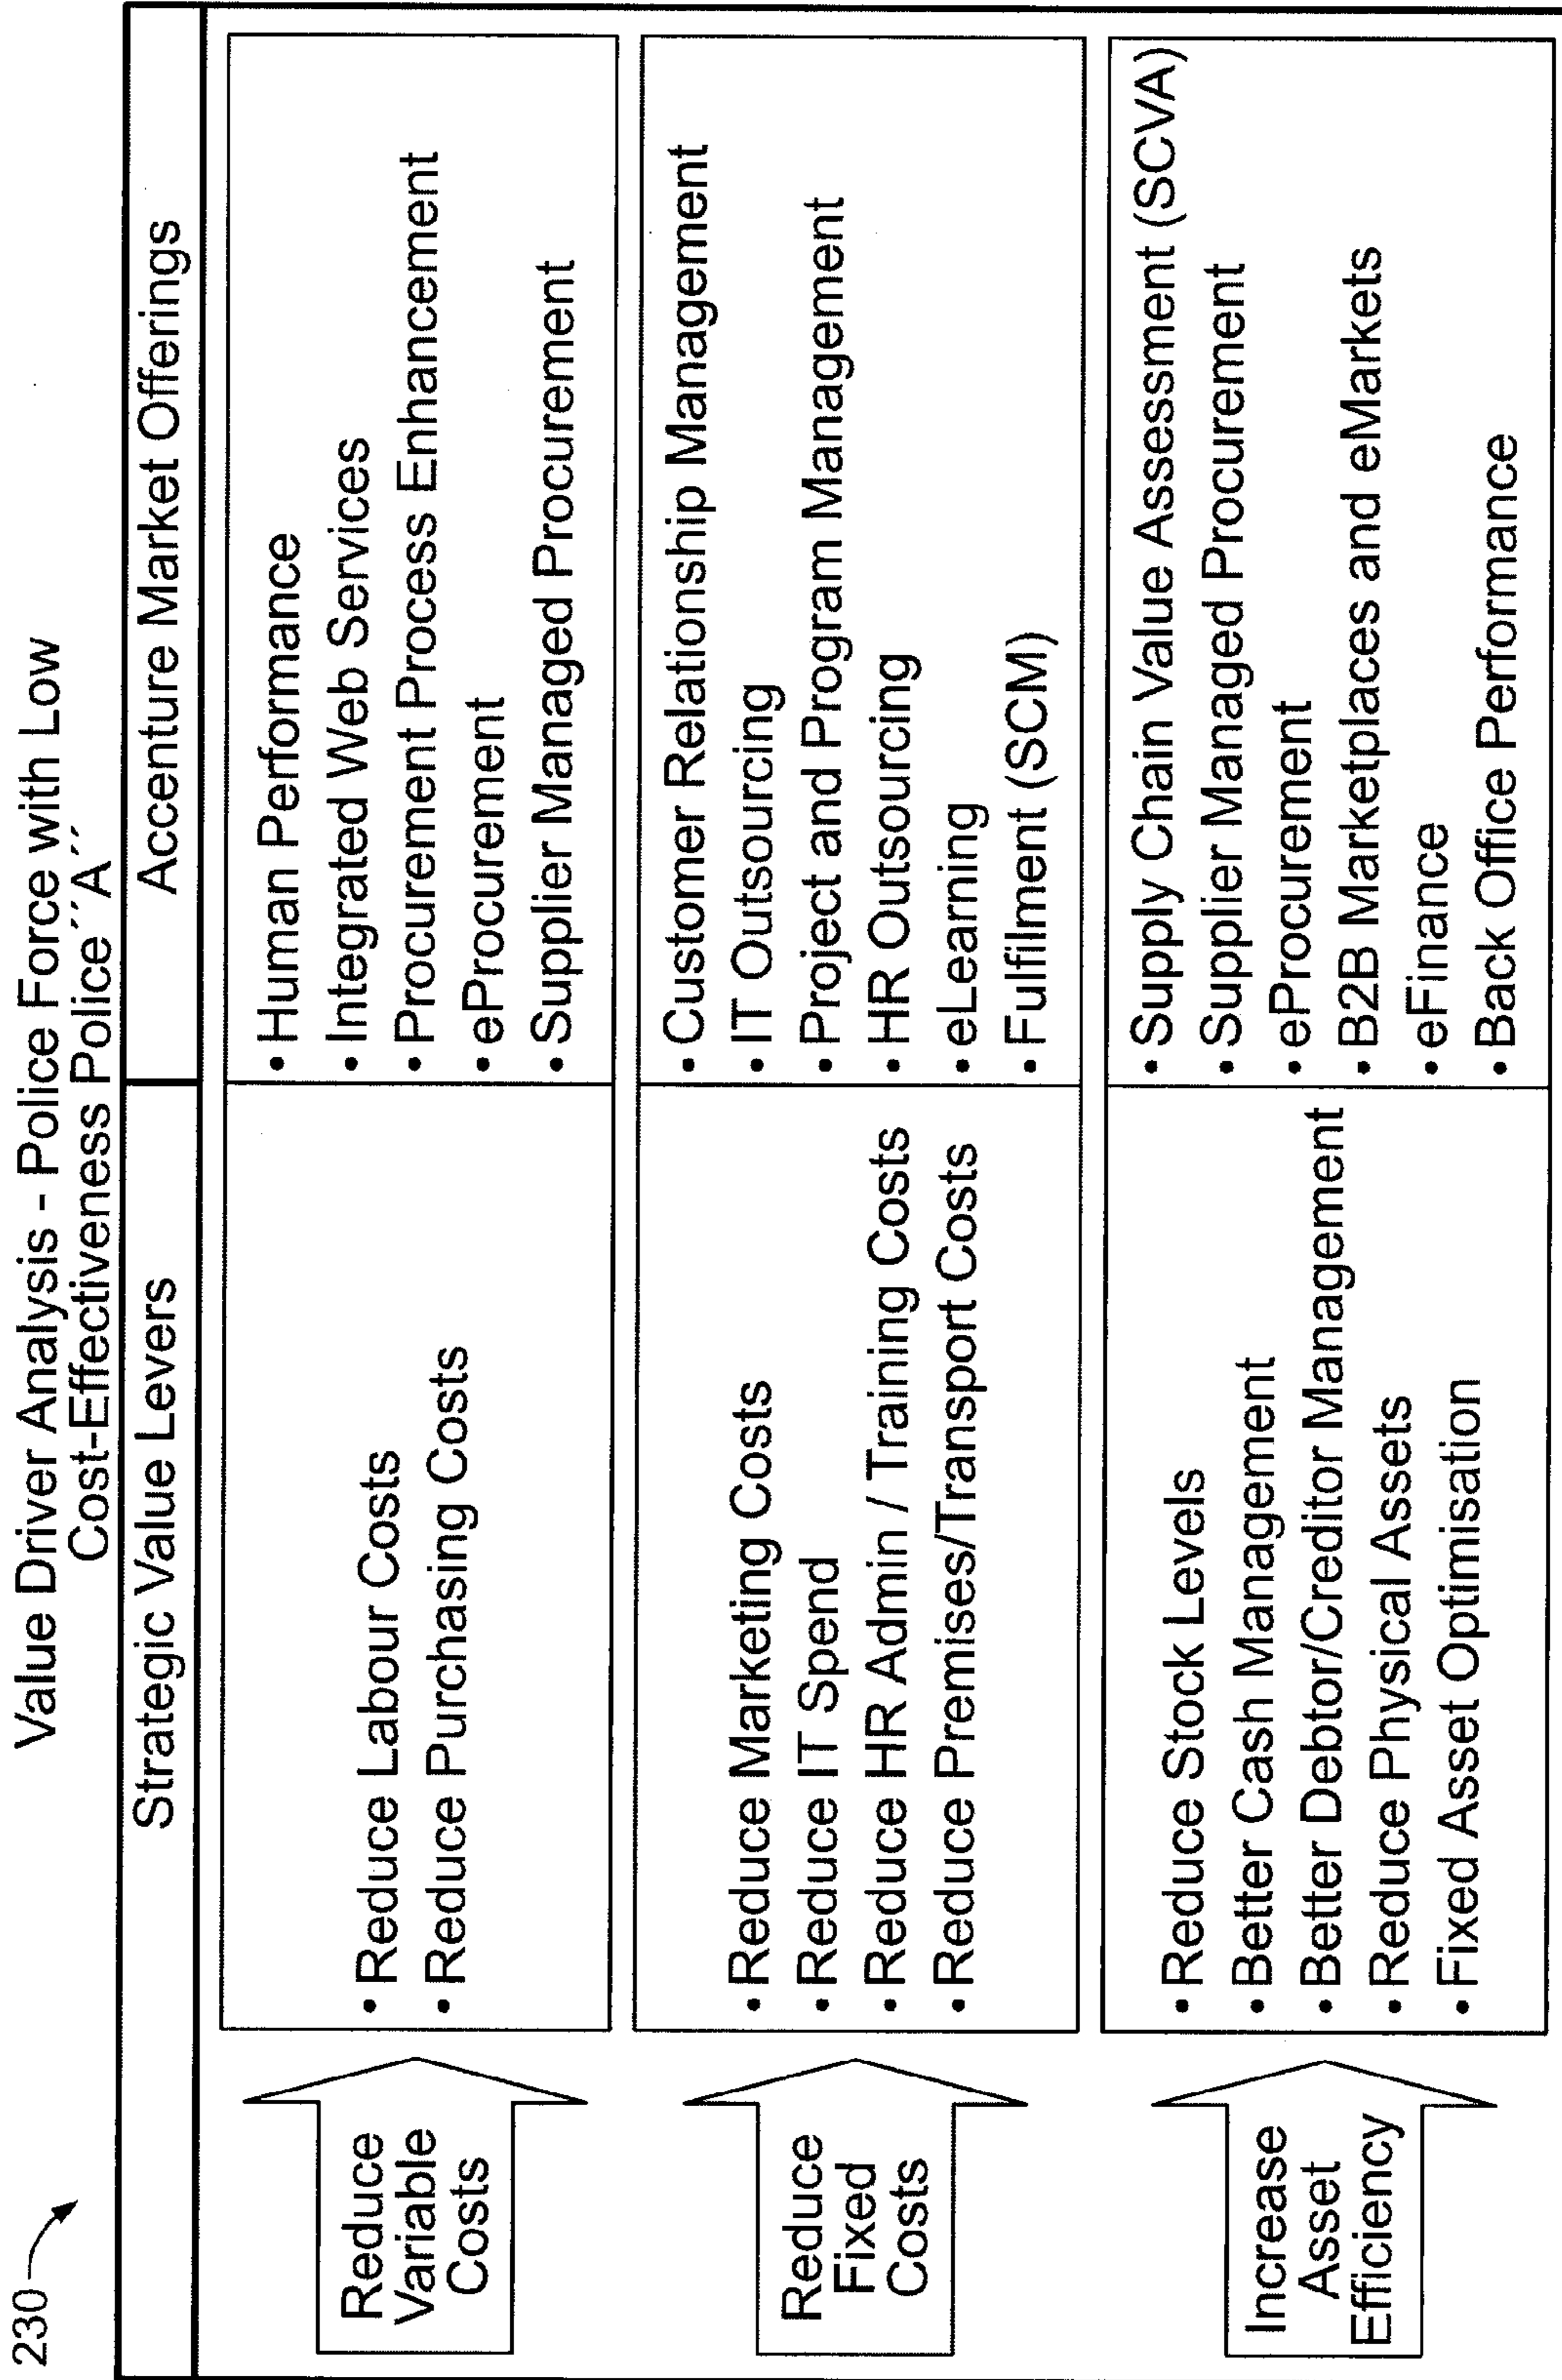 230
Value Driver Analysis - Police Force with Low
Cost-Effectiveness Police ´´A´´
Strategic Value Levers
Accenture Market Offerings
Reduce
Variable
Costs
• Reduce Labour Costs
• Reduce Purchasing Costs
• Human Performance
• Integrated Web Services
• Procurement Process Enhancement
• eProcurement
• Supplier Managed Procurement
Reduce
Fixed
Costs
• Reduce Marketing Costs
• Reduce IT Spend
• Reduce HR Admin / Training Costs
• Reduce Premises/Transport Costs
• Customer Relationship Management
• IT Outsourcing
• Project and Program Management
• HR Outsourcing
• eLearning
• Fulfilment (SCM)
Increase
Asset
Efficiency
• Reduce Stock Levels
• Better Cash Management
• Better Debtor/Creditor Management
• Reduce Physical Assets
• Fixed Asset Optimisation
• Supply Chain Value Assessment (SCVA)
• Supplier Managed Procurement
• eProcurement
• B2B Marketplaces and eMarkets
• eFinance
• Back Office Performance